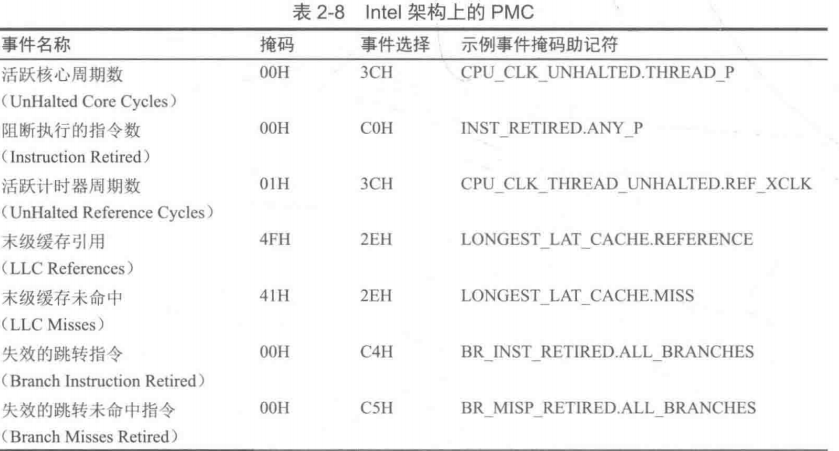 表 2-8 Intel 架构上的 PMC
事件名称 掩码 事件选择 示例事件掩码助记符
活跃核心周期数 00H 3CH CPU_CLK_UNHALTED.THREAD_P
(UnHalted Core Cycles)
阻断执行的指令数 00H C0H INST_RETIRED.ANY_P
(Instruction Retired)
活跃计时器周期数 01H 3CH CPU_CLK_THREAD_UNHALTED.REF_XCLK
(UnHalted Reference Cycles)
末级缓存引用 4FH 2EH LONGEST_LAT_CACHE.REFERENCE
(LLC References)
末级缓存未命中 41H 2EH LONGEST_LAT_CACHE.MISS
(LLC Misses)
失效的跳转指令 00H C4H BR_INST_RETIRED.ALL_BRANCHES
(Branch Instruction Retired)
失效的跳转未命中指令 00H C5H BR_MISP_RETIRED.ALL_BRANCHES
(Branch Misses Retired)